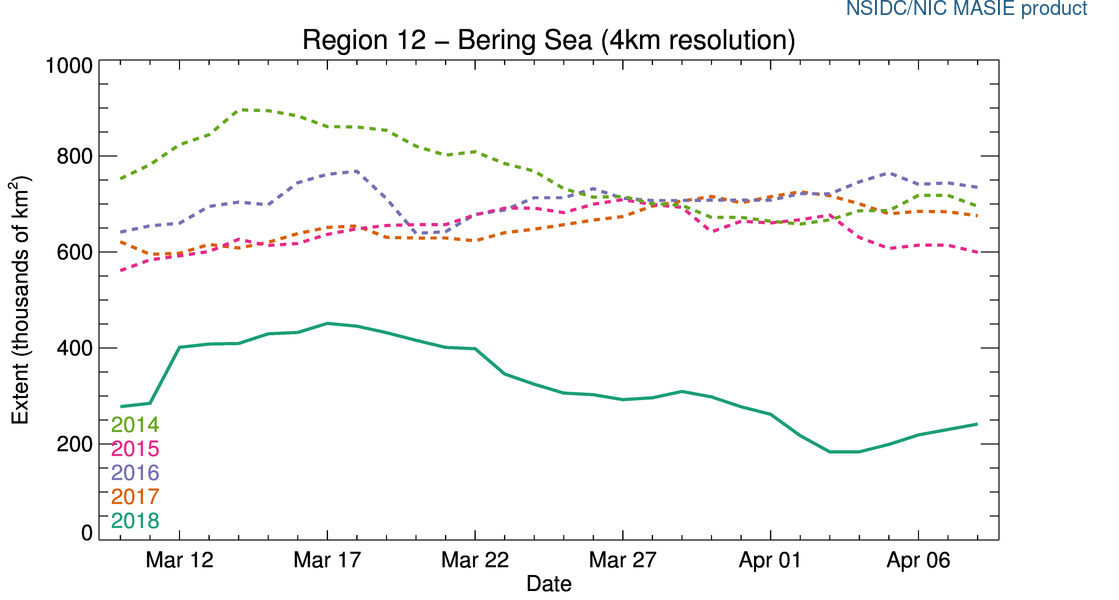 NSIDC/NIC MASIE product
Region 12 – Bering Sea (4km resolution)
1000
800
600
400
200
0
Extent (thousands of km²)
2014
2015
2016
2017
2018
Mar 12 Mar 17 Mar 22 Mar 27 Apr 01 Apr 06
Date